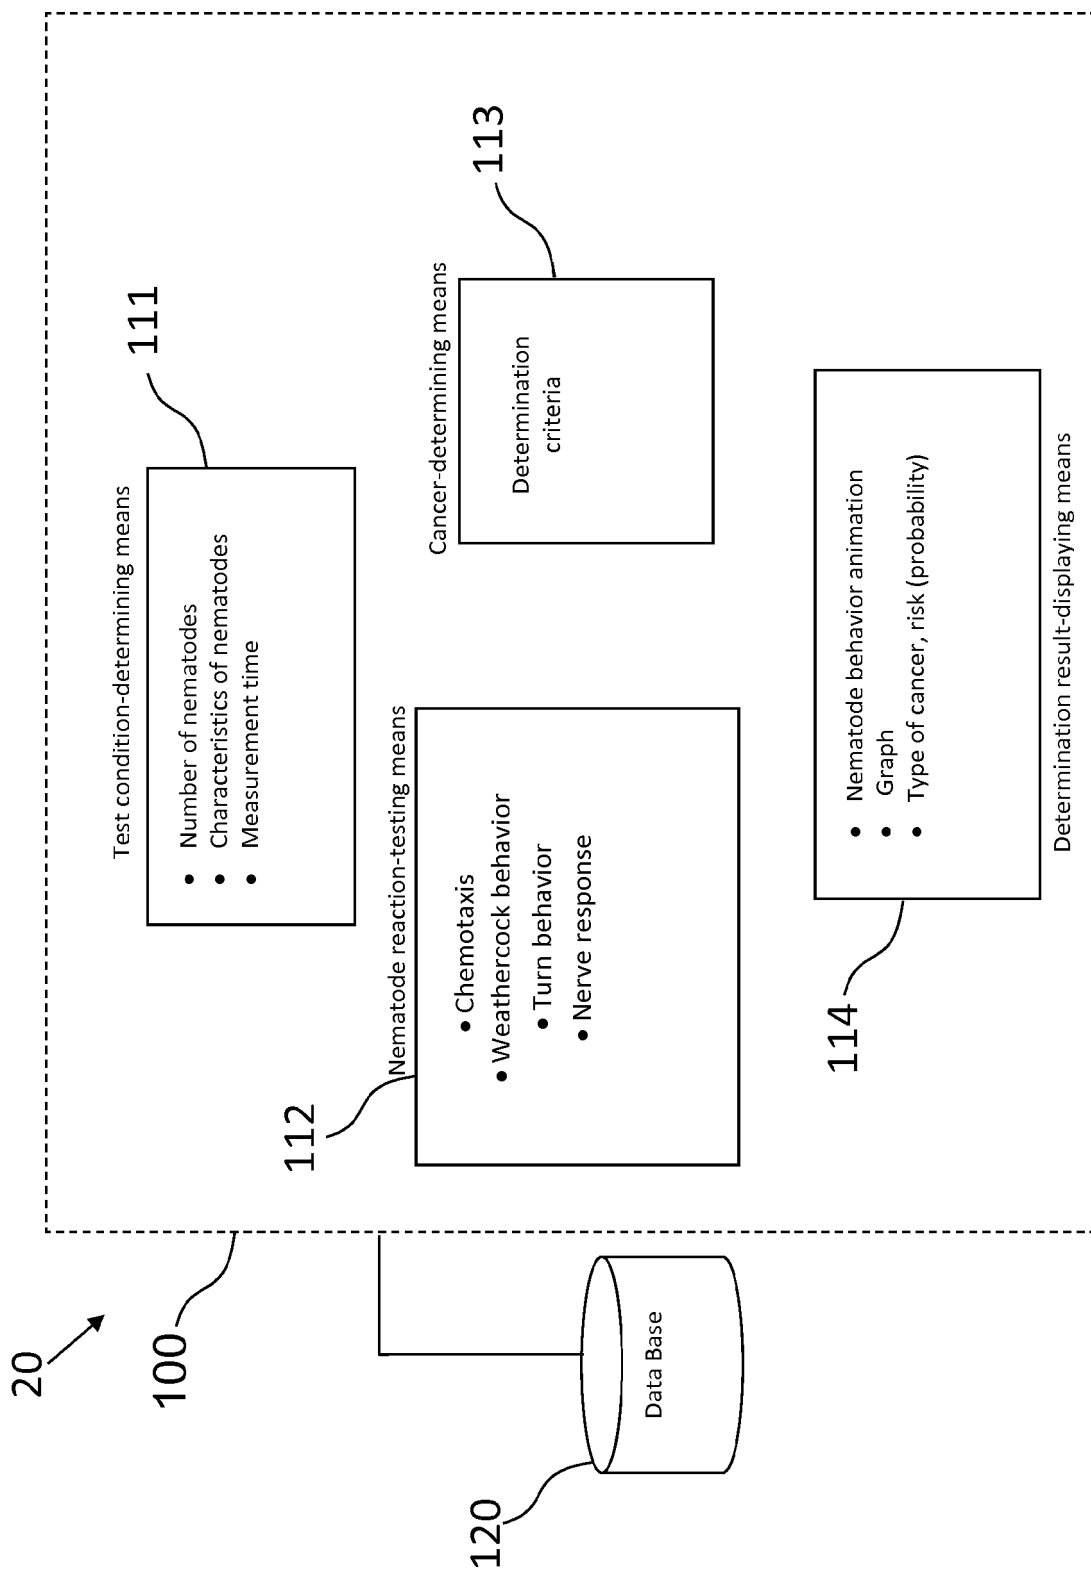 20
100
Test condition-determining means
111
• Number of nematodes
• Characteristics of nematodes
• Measurement time
112
Nematode reaction-testing means
• Chemotaxis
• Weathercock behavior
• Turn behavior
• Nerve response
Cancer-determining means
113
Determination
criteria
120
Data Base
114
• Nematode behavior animation
• Graph
• Type of cancer, risk (probability)
Determination result-displaying means